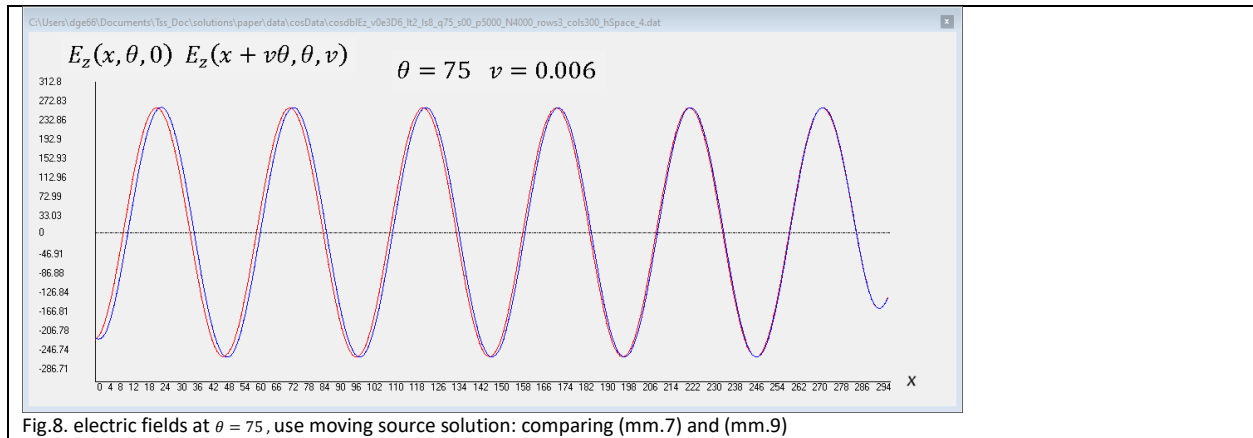 C:\Users\dge66\Documents\Tss_Doc\solutions\paper\data\cosData\cosdblEz_v0e3D6_lt2_ls8_q75_s00_p5000_N4000_rows3_cols300_hSpace_4.dat
x
E_z(x, θ, 0) E_z(x + vθ, θ, v)
θ = 75 v = 0.006
312.8
272.83
232.86
192.9
152.93
112.96
72.99
33.03
0
-46.91
-86.88
-126.84
-166.81
-206.78
-246.74
-286.71
0 4 8 12 18 24 30 36 42 48 54 60 66 72 78 84 90 96 102 110 118 126 134 142 150 158 166 174 182 190 198 206 214 222 230 238 246 254 262 270 278 286 294
x
Fig.8. electric fields at θ = 75, use moving source solution: comparing (mm.7) and (mm.9)